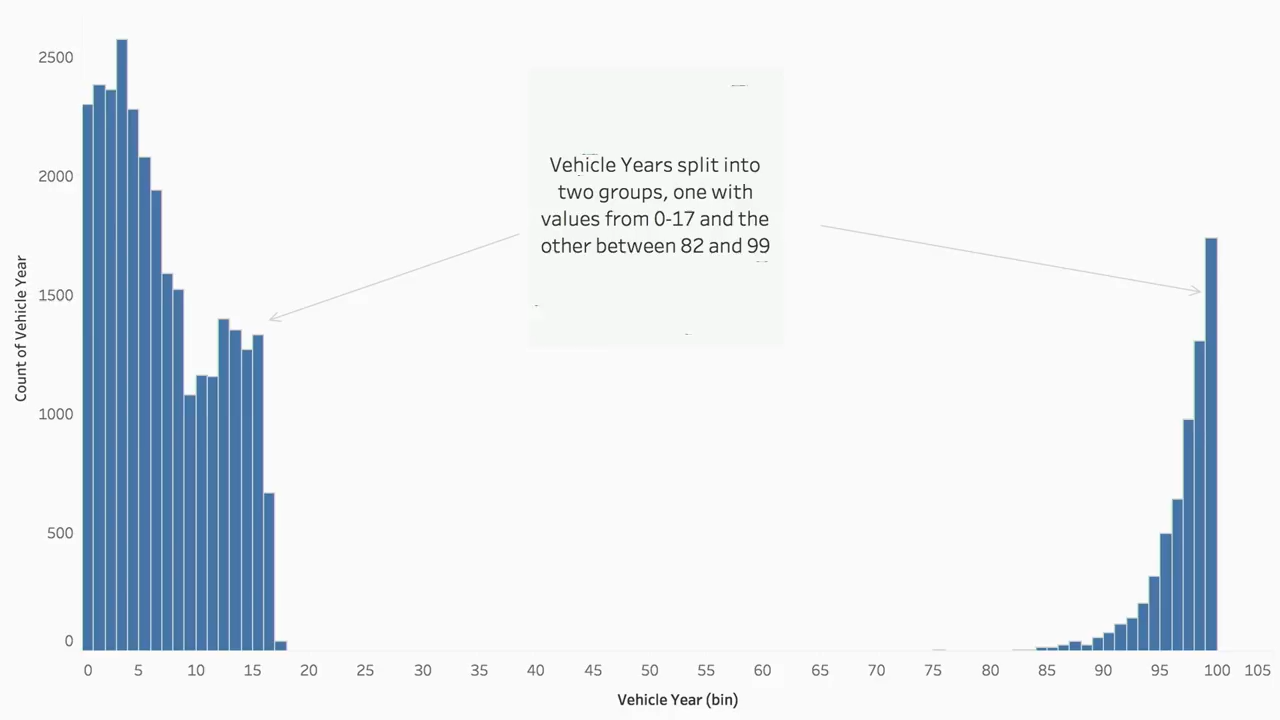 2500
2000
1500
1000
500
0
Count of Vehicle Year
Vehicle Years split into
two groups, one with
values from 0-17 and the
other between 82 and 99
0 5 10 15 20 25 30 35 40 45 50 55 60 65 70 75 80 85 90 95 100 105
Vehicle Year (bin)